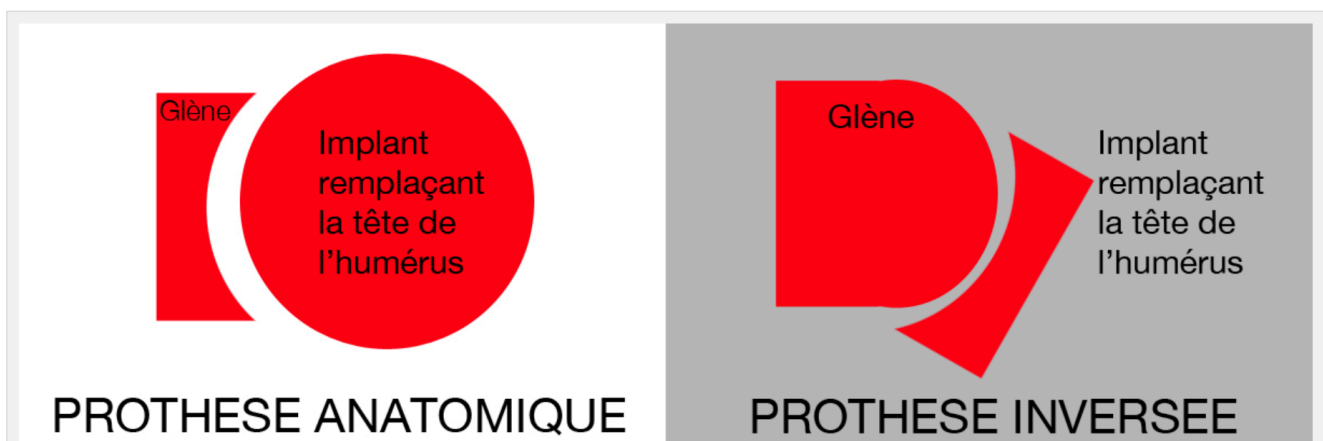 Glène
Implant
remplaçant
la tête de
l'humérus
PROTHESE ANATOMIQUE
Glène
Implant
remplaçant
la tête de
l'humérus
PROTHESE INVERSEE